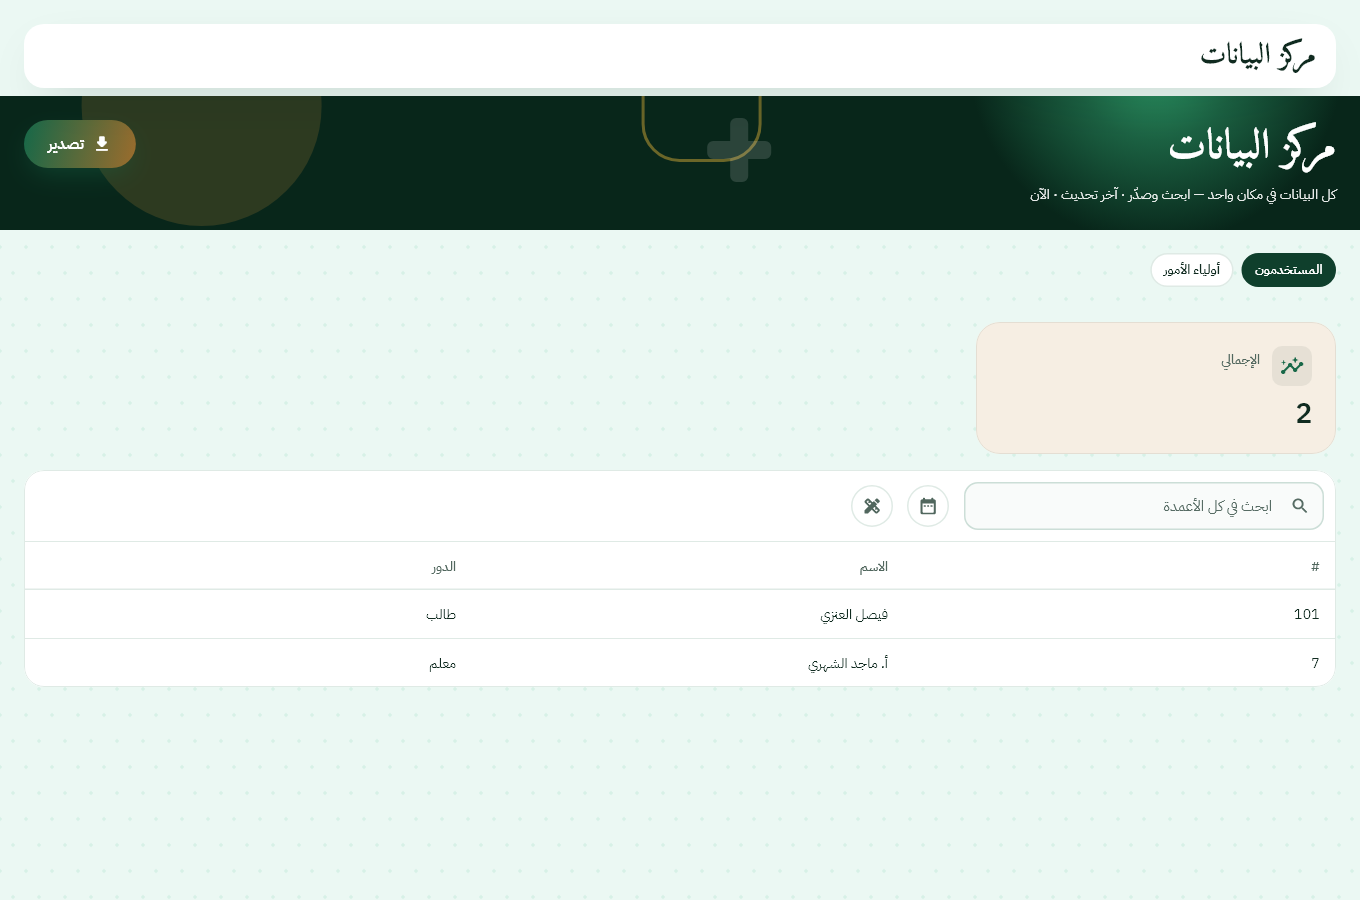 مركز البيانات
مركز البيانات
كل البيانات في مكان واحد — ابحث وصدّر · آخر تحديث · الآن
تصدير
المستخدمون
أولياء الأمور
الإجمالي
2
ابحث في كل الأعمدة
# الاسم الدور
101 فيصل العنزي طالب
7 أ. ماجد الشهري معلم